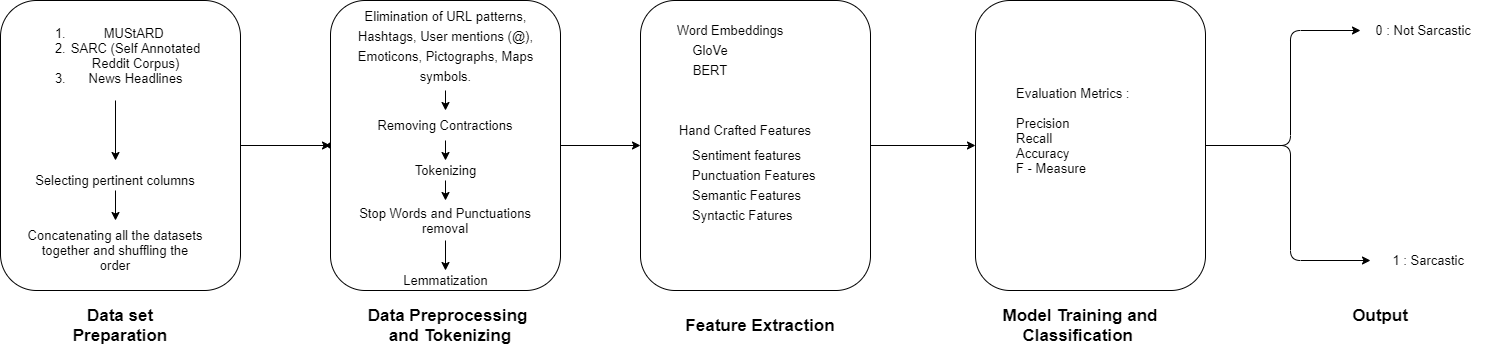 1. MUStARD
2. SARC (Self Annotated
Reddit Corpus)
3. News Headlines
Selecting pertinent columns
Concatenating all the datasets
together and shuffling the
order
Data set
Preparation
Elimination of URL patterns,
Hashtags, User mentions (@),
Emoticons, Pictographs, Maps
symbols.
Removing Contractions
Tokenizing
Stop Words and Punctuations
removal
Lemmatization
Data Preprocessing
and Tokenizing
Word Embeddings
GloVe
BERT
Hand Crafted Features
Sentiment features
Punctuation Features
Semantic Features
Syntactic Fatures
Feature Extraction
Evaluation Metrics :
Precision
Recall
Accuracy
F - Measure
Model Training and
Classification
0 : Not Sarcastic
1 : Sarcastic
Output